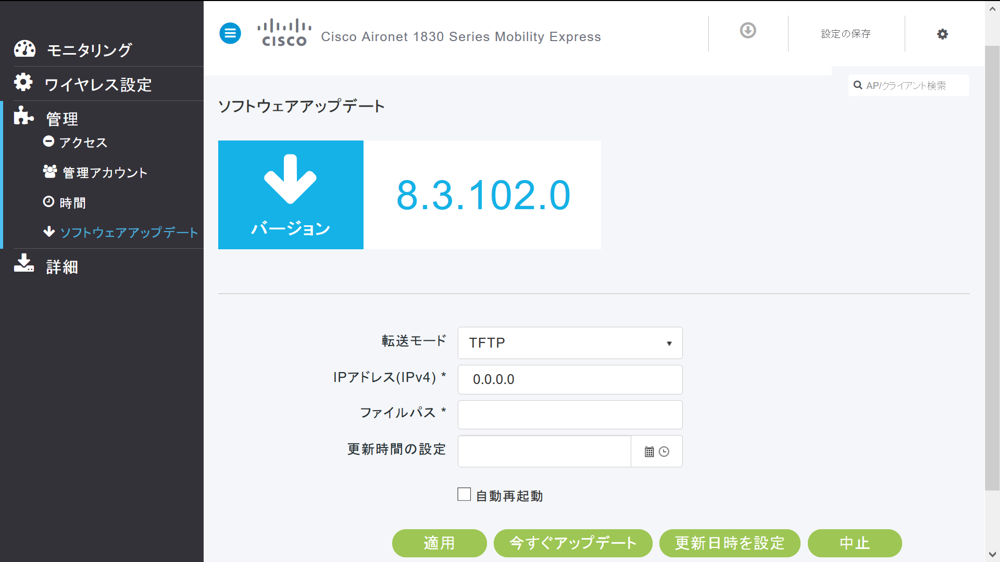 モニタリング
ワイヤレス設定
管理
アクセス
管理アカウント
時間
ソフトウェアアップデート
詳細
CISCO Cisco Aironet 1830 Series Mobility Express
設定の保存
AP/クライアント検索
ソフトウェアアップデート
バージョン
8.3.102.0
転送モード TFTP
IPアドレス(IPv4) * 0.0.0.0
ファイルパス *
更新時間の設定
自動再起動
適用 今すぐアップデート 更新日時を設定 中止